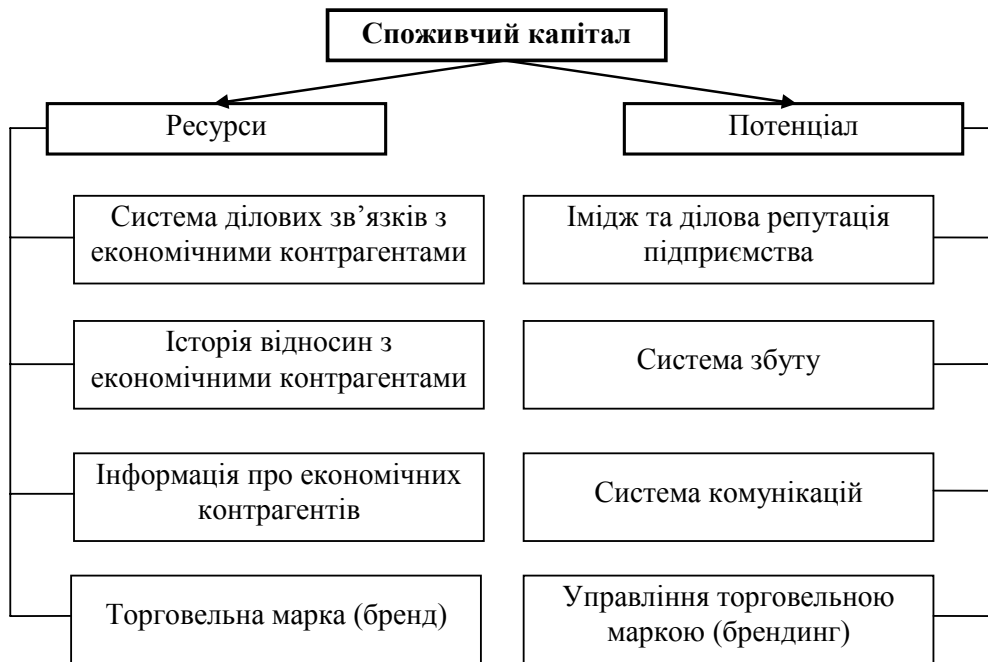 Споживчий капітал
Ресурси
Потенціал
Система ділових зв’язків з
економічними контрагентами
Імідж та ділова репутація
підприємства
Історія відносин з
економічними контрагентами
Система збуту
Інформація про економічних
контрагентів
Система комунікацій
Торговельна марка (бренд)
Управління торговельною
маркою (брендинг)